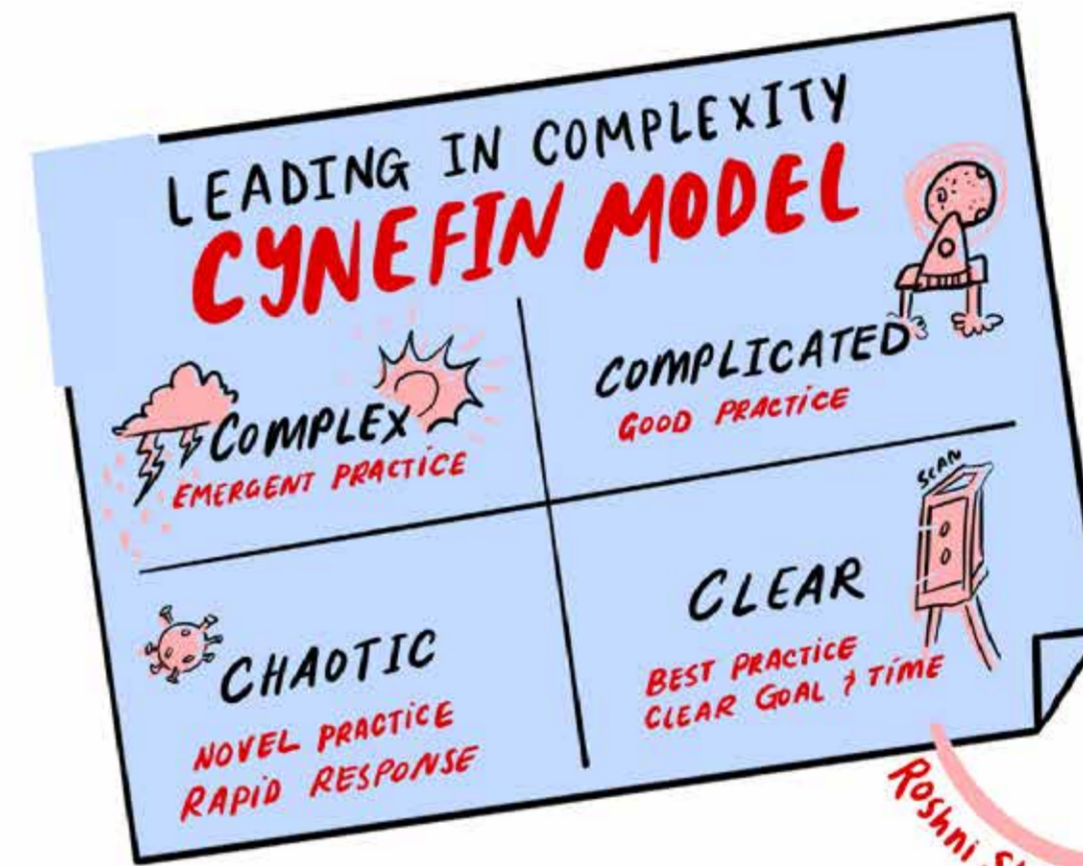 LEADING IN COMPLEXITY
CYNEFIN MODEL
COMPLEX
EMERGENT PRACTICE
COMPLICATED
GOOD PRACTICE
CHAOTIC
NOVEL PRACTICE
RAPID RESPONSE
SCAN
CLEAR
BEST PRACTICE
CLEAR GOAL & TIME
Roshni